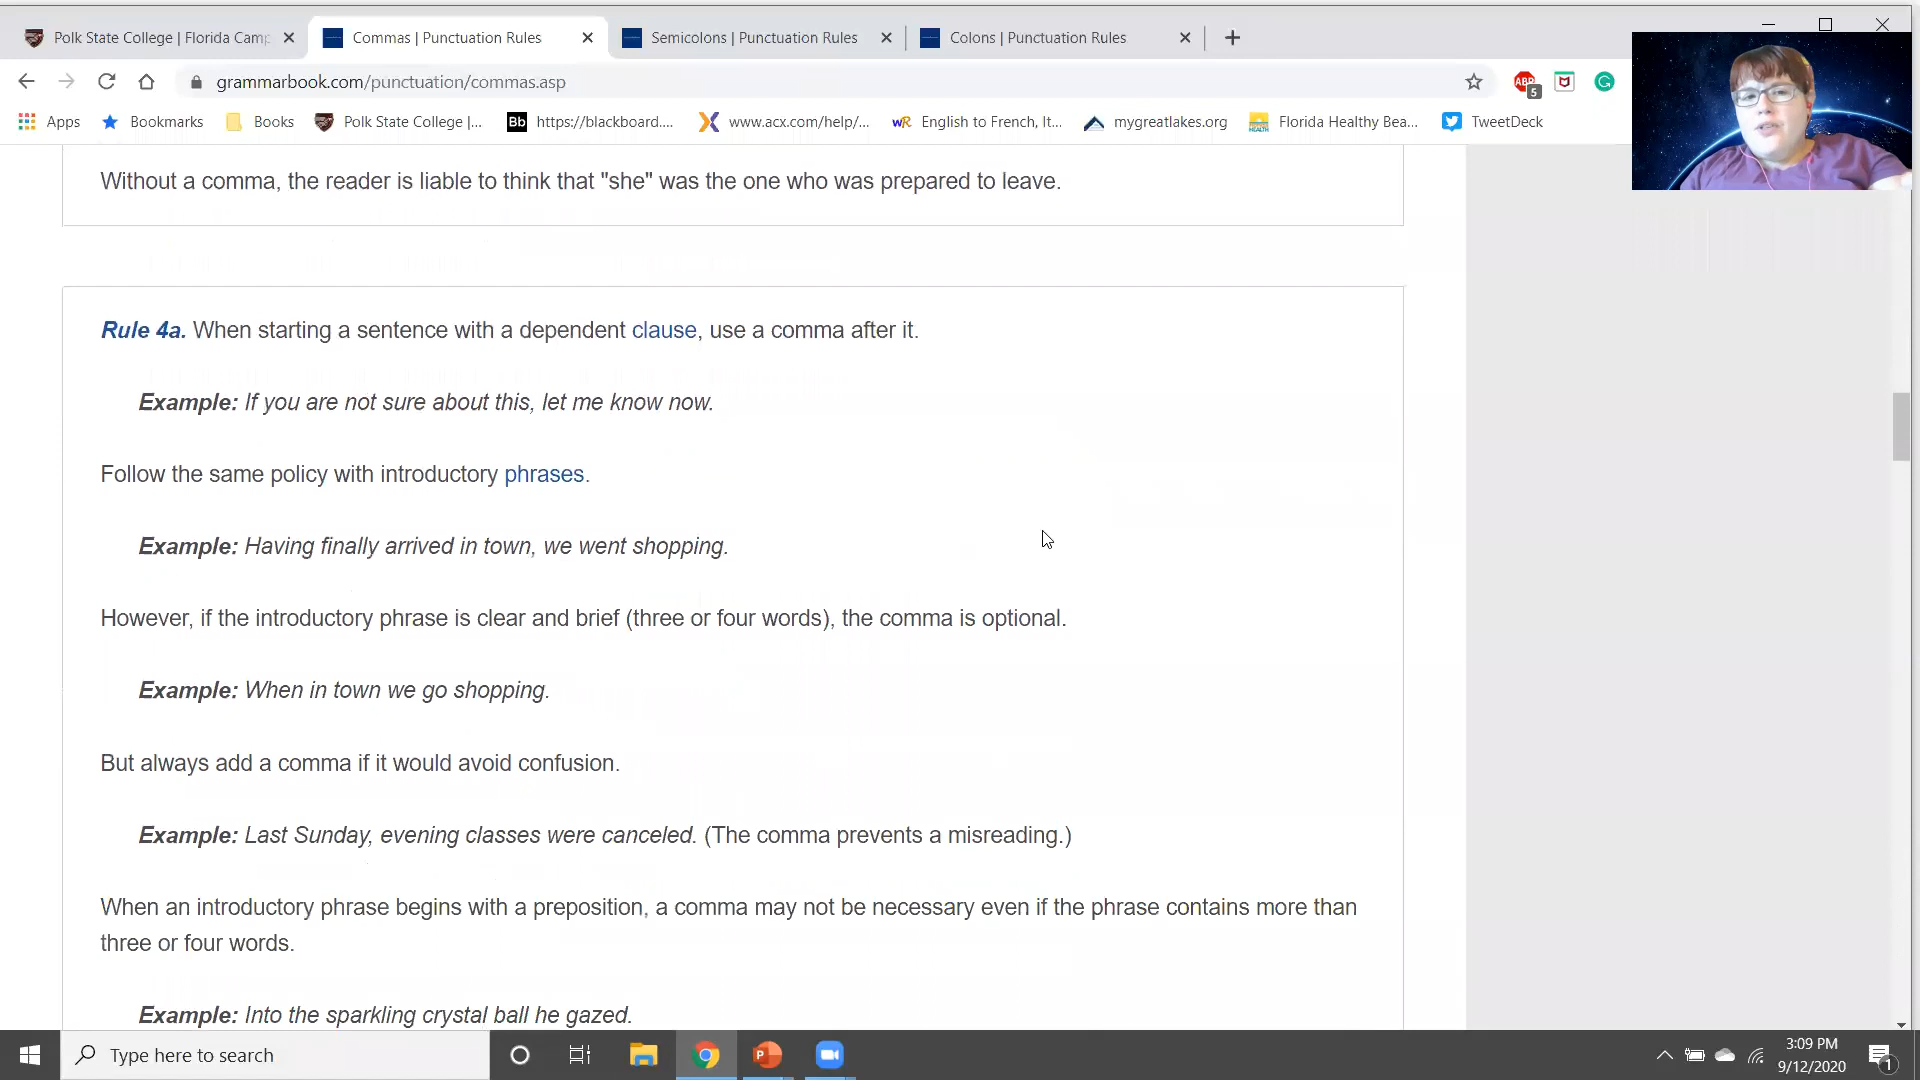 Polk State College | Florida Camp
Commas | Punctuation Rules
Semicolons | Punctuation Rules
Colons | Punctuation Rules
grammarbook.com/punctuation/commas.asp
ABP
5
Apps
Bookmarks
Books
Polk State College |...
Bb
https://blackboard....
www.acx.com/help/...
WR
English to French, It...
mygreatlakes.org
HEALTH
Florida Healthy Bea...
TweetDeck
Without a comma, the reader is liable to think that "she" was the one who was prepared to leave.
Rule 4a. When starting a sentence with a dependent clause, use a comma after it.
Example: If you are not sure about this, let me know now.
Follow the same policy with introductory phrases.
Example: Having finally arrived in town, we went shopping.
However, if the introductory phrase is clear and brief (three or four words), the comma is optional.
Example: When in town we go shopping.
But always add a comma if it would avoid confusion.
Example: Last Sunday, evening classes were canceled. (The comma prevents a misreading.)
When an introductory phrase begins with a preposition, a comma may not be necessary even if the phrase contains more than
three or four words.
Example: Into the sparkling crystal ball he gazed.
Type here to search
3:09 PM
9/12/2020
1